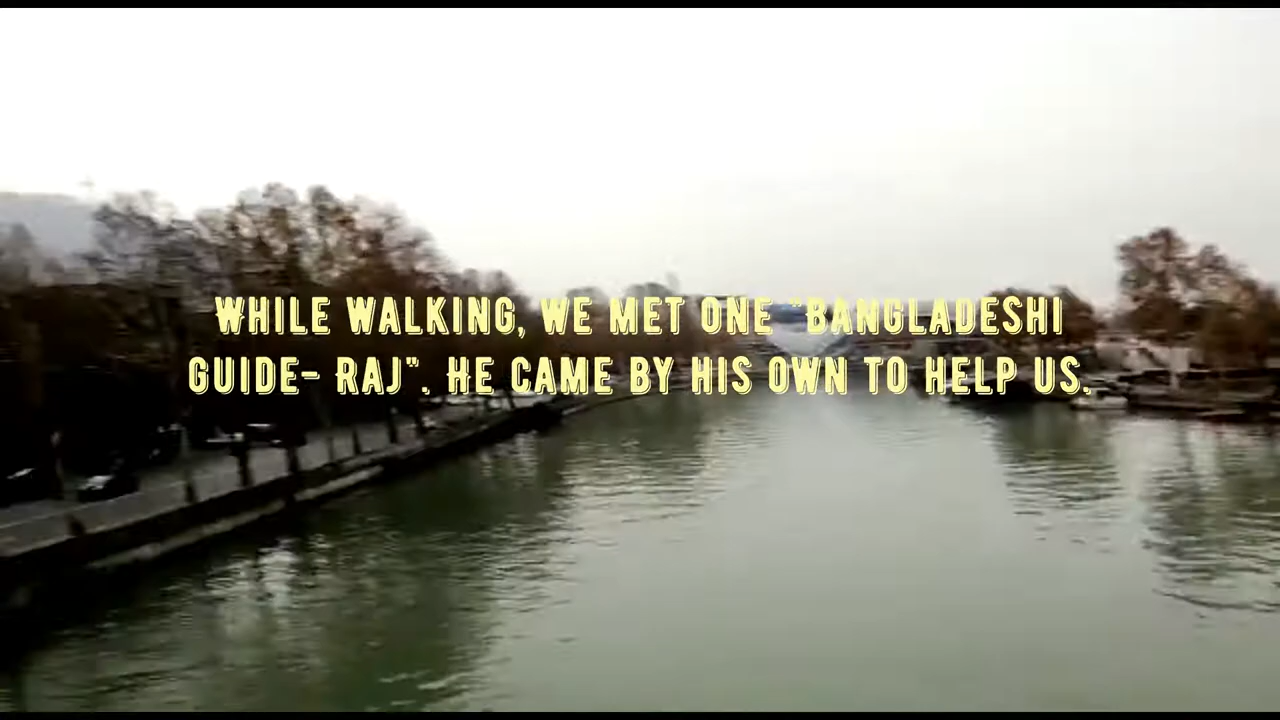 WHILE WALKING, WE MET ONE "BANGLADESHI
GUIDE- RAJ". HE CAME BY HIS OWN TO HELP US.